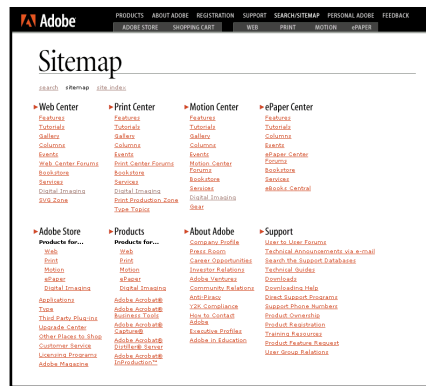 Adobe
PRODUCTS ABOUT ADOBE REGISTRATION SUPPORT SEARCH/SITEMAP PERSONAL ADOBE FEEDBACK
ADOBE STORE SHOPPING CART WEB PRINT MOTION ePAPER
Sitemap
search sitemap site index
Web Center
Features
Tutorials
Gallery
Columns
Events
Web Center Forums
Bookstore
Services
Digital Imaging
SVG Zone
Print Center
Features
Tutorials
Gallery
Columns
Events
Print Center Forums
Bookstore
Services
Digital Imaging
Print Production Zone
Type Topics
Motion Center
Features
Tutorials
Gallery
Columns
Events
Motion Center
Forums
Bookstore
Services
Digital Imaging
Gear
ePaper Center
Features
Tutorials
Columns
Events
ePaper Center
Forums
Bookstore
Services
eBooks Central
Adobe Store
Products for...
Web
Print
Motion
ePaper
Digital Imaging
Applications
Type
Third Party Plug-ins
Upgrade Center
Other Places to Shop
Customer Service
Licensing Programs
Adobe Magazine
Products
Products for...
Web
Print
Motion
ePaper
Digital Imaging
Adobe Acrobat®
Adobe Acrobat®
Business Tools
Adobe Acrobat®
Capture®
Adobe Acrobat®
Distiller® Server
Adobe Acrobat®
InProduction™
About Adobe
Company Profile
Press Room
Career Opportunities
Investor Relations
Adobe Ventures
Community Relations
Anti-Piracy
Y2K Compliance
How to Contact
Adobe
Executive Profiles
Adobe in Education
Support
User to User Forums
Technical Announcements via e-mail
Search the Support Databases
Technical Guides
Downloads
Downloading Help
Direct Support Programs
Support Phone Numbers
Product Ownership
Product Registration
Training Resources
Product Feature Request
User Group Relations